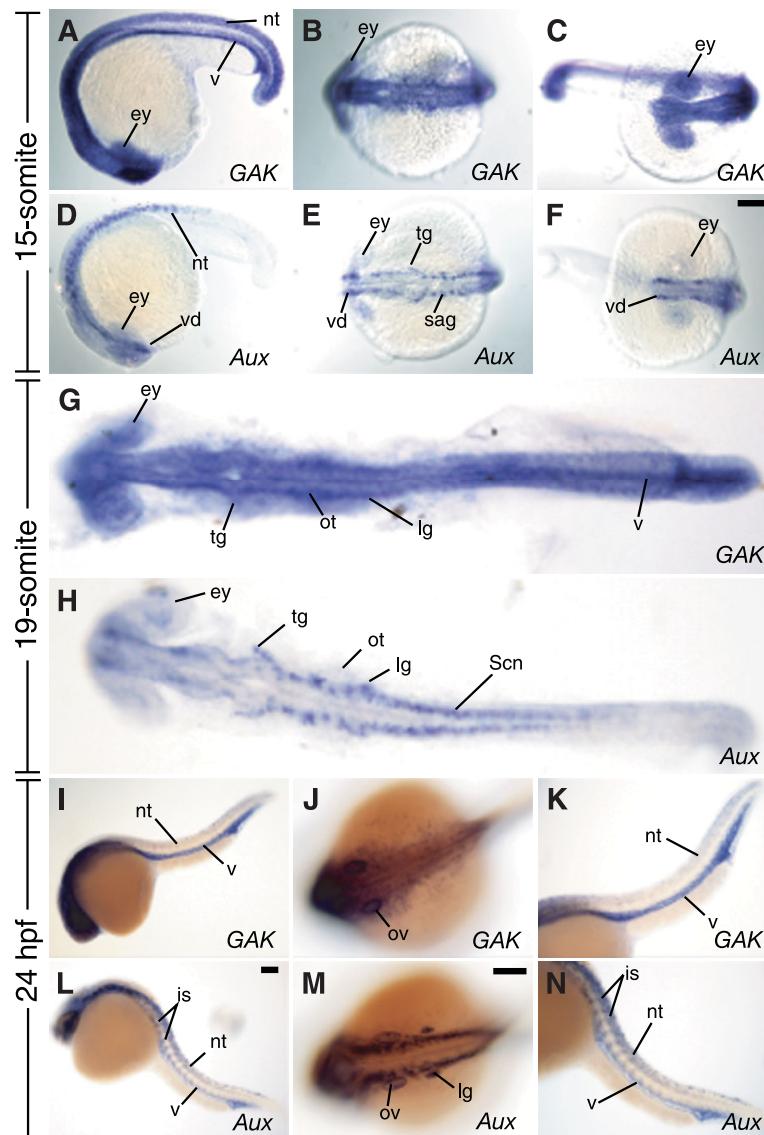 15-somite
A
nt
v
ey
GAK
B
ey
GAK
C
ey
GAK
D
nt
ey
vd
Aux
E
ey
tg
vd
sag
Aux
F
ey
vd
Aux
19-somite
G
ey
tg
ot
lg
v
GAK
H
ey
tg
ot
lg
Scn
Aux
24 hpf
I
nt
v
GAK
J
ov
GAK
K
nt
v
GAK
L
is
nt
v
Aux
M
ov
lg
Aux
N
is
nt
v
Aux